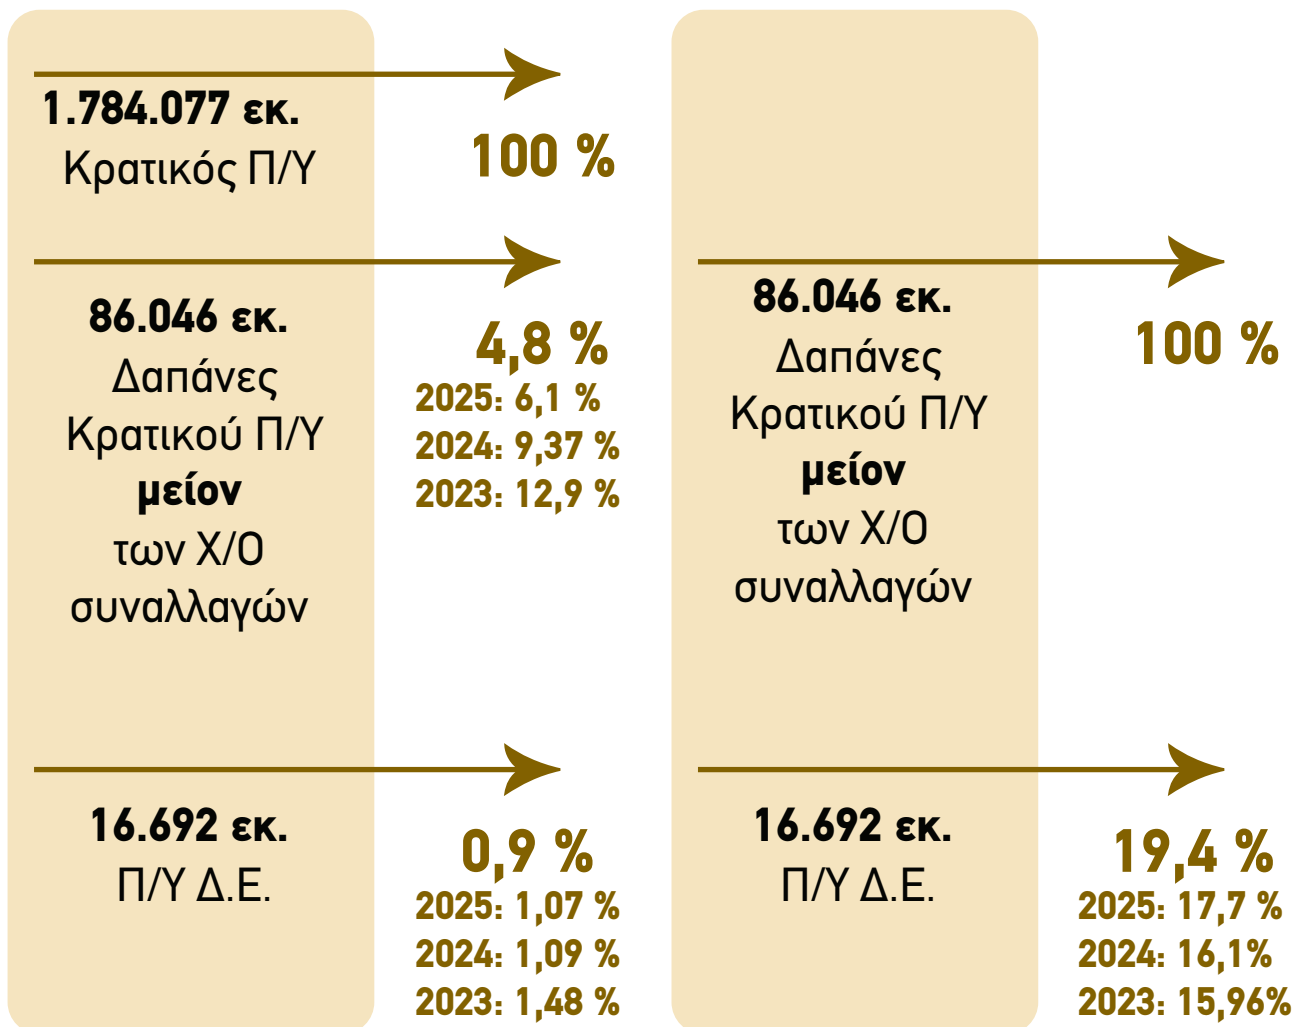 1.784.077 εκ.
Κρατικός Π/Υ
100 %
86.046 εκ.
Δαπάνες
Κρατικού Π/Υ
μείον
των Χ/Ο
συναλλαγών
4,8 %
2025: 6,1 %
2024: 9,37 %
2023: 12,9 %
16.692 εκ.
Π/Υ Δ.Ε.
0,9 %
2025: 1,07 %
2024: 1,09 %
2023: 1,48 %
86.046 εκ.
Δαπάνες
Κρατικού Π/Υ
μείον
των Χ/Ο
συναλλαγών
100 %
16.692 εκ.
Π/Υ Δ.Ε.
19,4 %
2025: 17,7 %
2024: 16,1%
2023: 15,96%